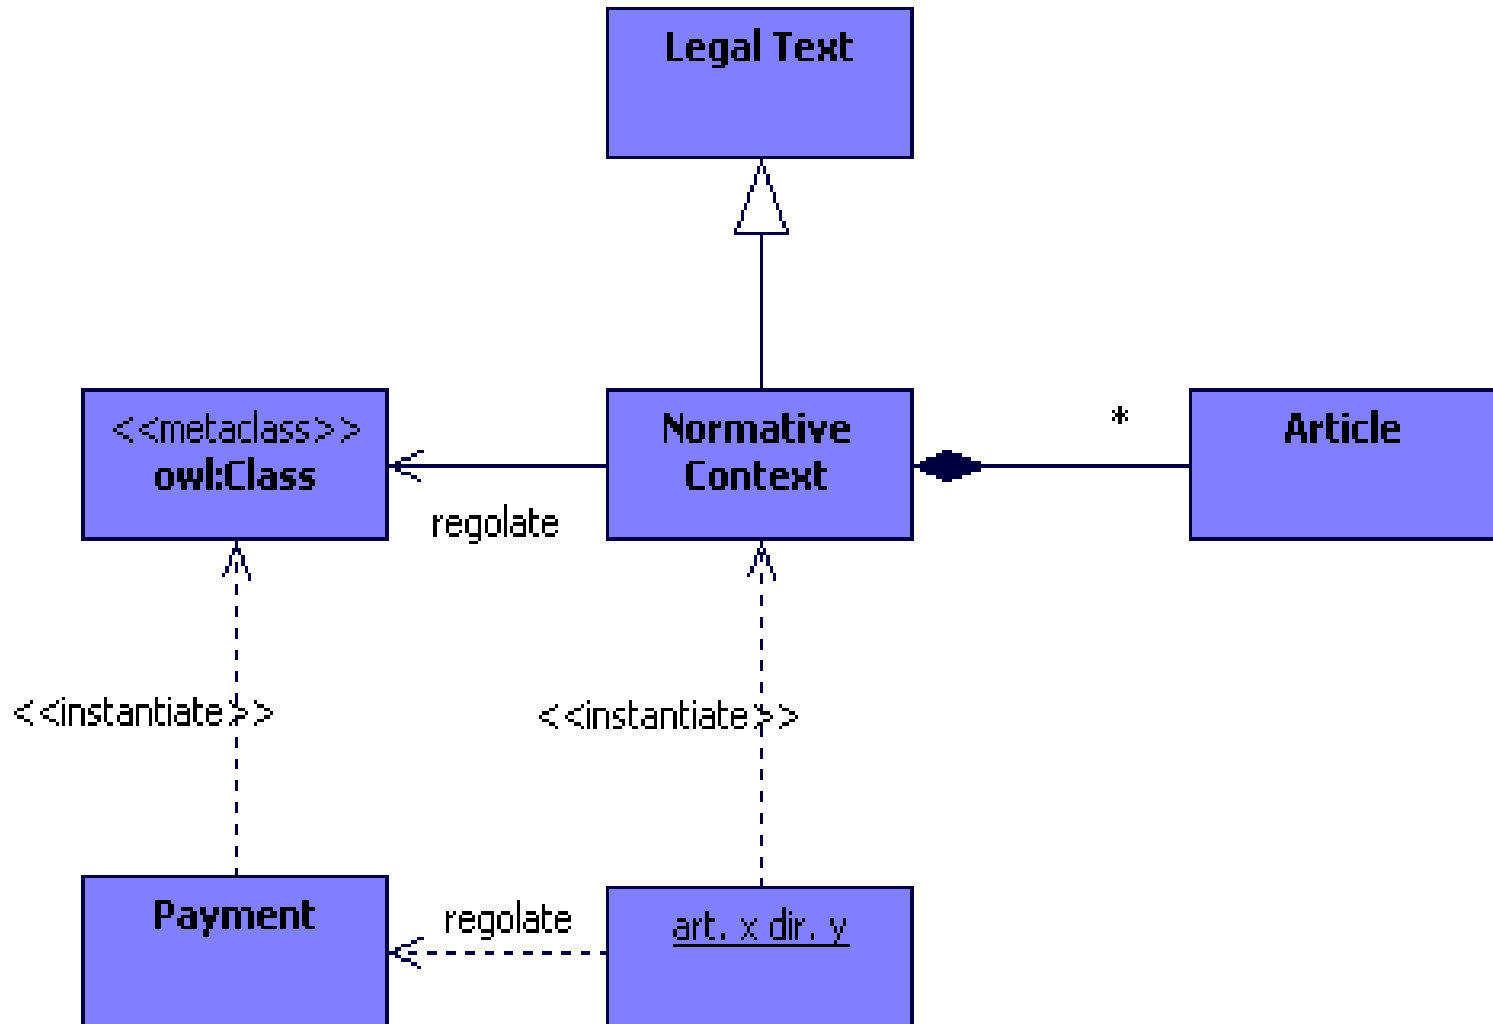 Legal Text
<<metaclass>>
owl:Class
regolate
Normative
Context
*
Article
<<instantiate>>
<<instantiate>>
Payment
regolate
art. x dir. y